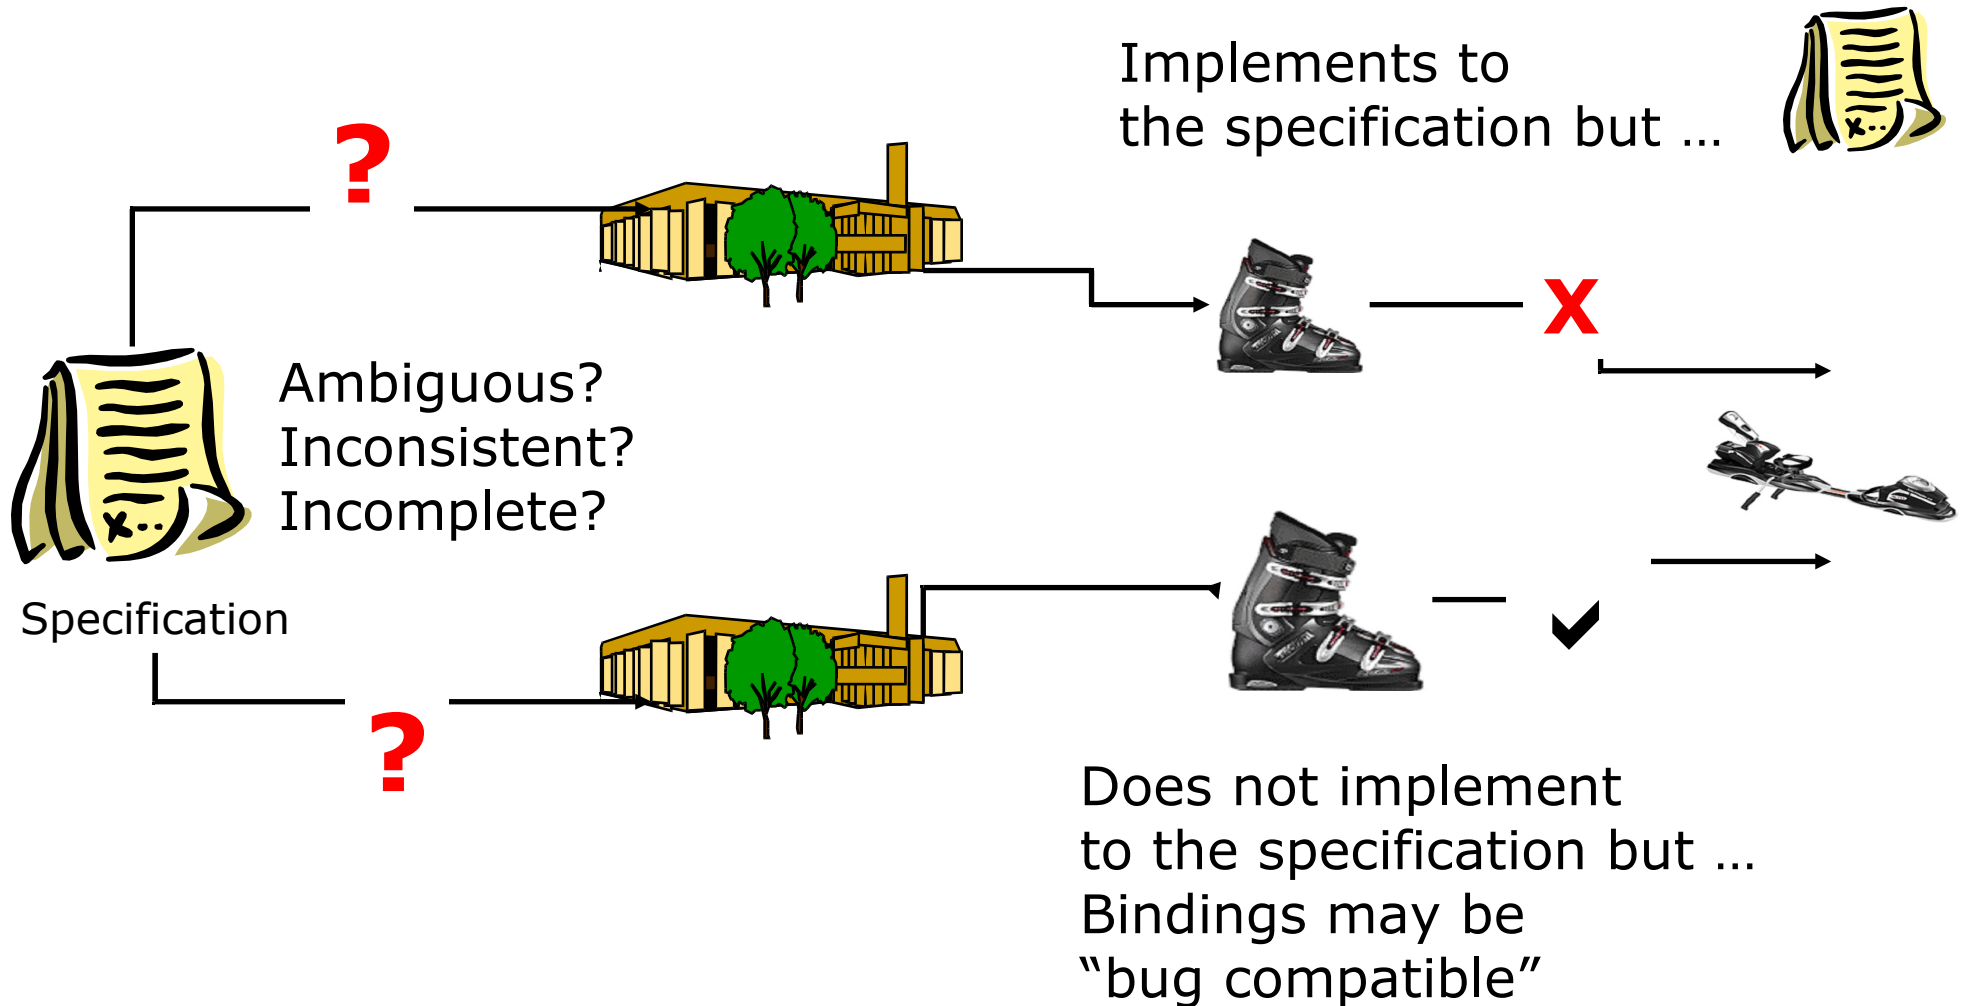 Implements to
the specification but …
?
X
Ambiguous?
Inconsistent?
Incomplete?
Specification
?
Does not implement
to the specification but …
Bindings may be
“bug compatible”